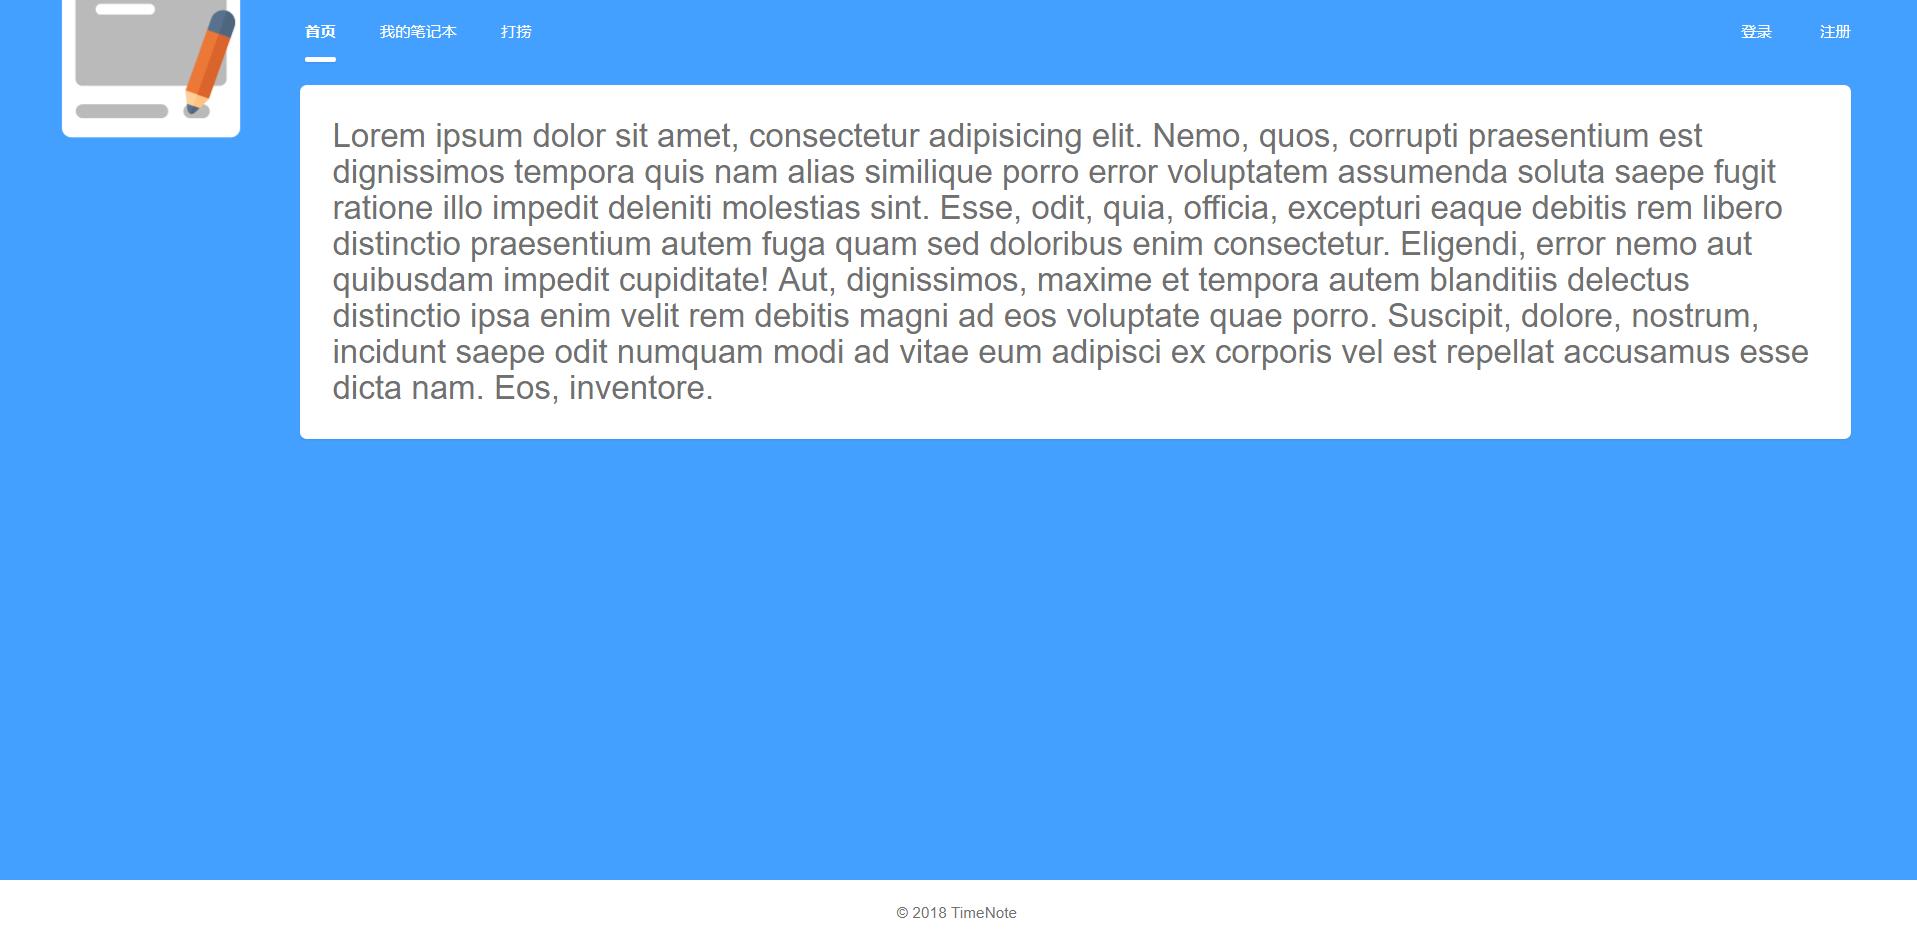 首页 我的笔记本 打捞 登录 注册
Lorem ipsum dolor sit amet, consectetur adipisicing elit. Nemo, quos, corrupti praesentium est
dignissimos tempora quis nam alias similique porro error voluptatem assumenda soluta saepe fugit
ratione illo impedit deleniti molestias sint. Esse, odit, quia, officia, excepturi eaque debitis rem libero
distinctio praesentium autem fuga quam sed doloribus enim consectetur. Eligendi, error nemo aut
quibusdam impedit cupiditate! Aut, dignissimos, maxime et tempora autem blanditiis delectus
distinctio ipsa enim velit rem debitis magni ad eos voluptate quae porro. Suscipit, dolore, nostrum,
incidunt saepe odit numquam modi ad vitae eum adipisci ex corporis vel est repellat accusamus esse
dicta nam. Eos, inventore.
© 2018 TimeNote